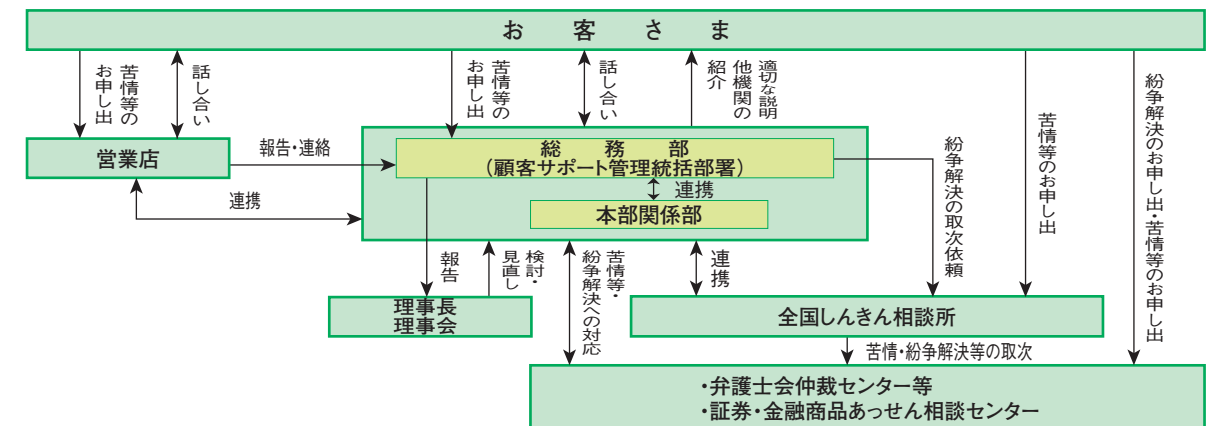 お客さま
苦情等の
お申し出
話し合い
苦情等の
お申し出
話し合い
適切な説明
他機関の
紹介
苦情等のお申し出
紛争解決のお申し出・苦情等のお申し出
営業店
報告・連絡
総務部
(顧客サポート管理統括部署)
連携
本部関係部
連携
紛争解決の取次依頼
報告
検討・
見直し
苦情等・
紛争解決への対応
連携
理事長
理事会
全国しんきん相談所
苦情・紛争解決等の取次
・弁護士会仲裁センター等
・証券・金融商品あっせん相談センター